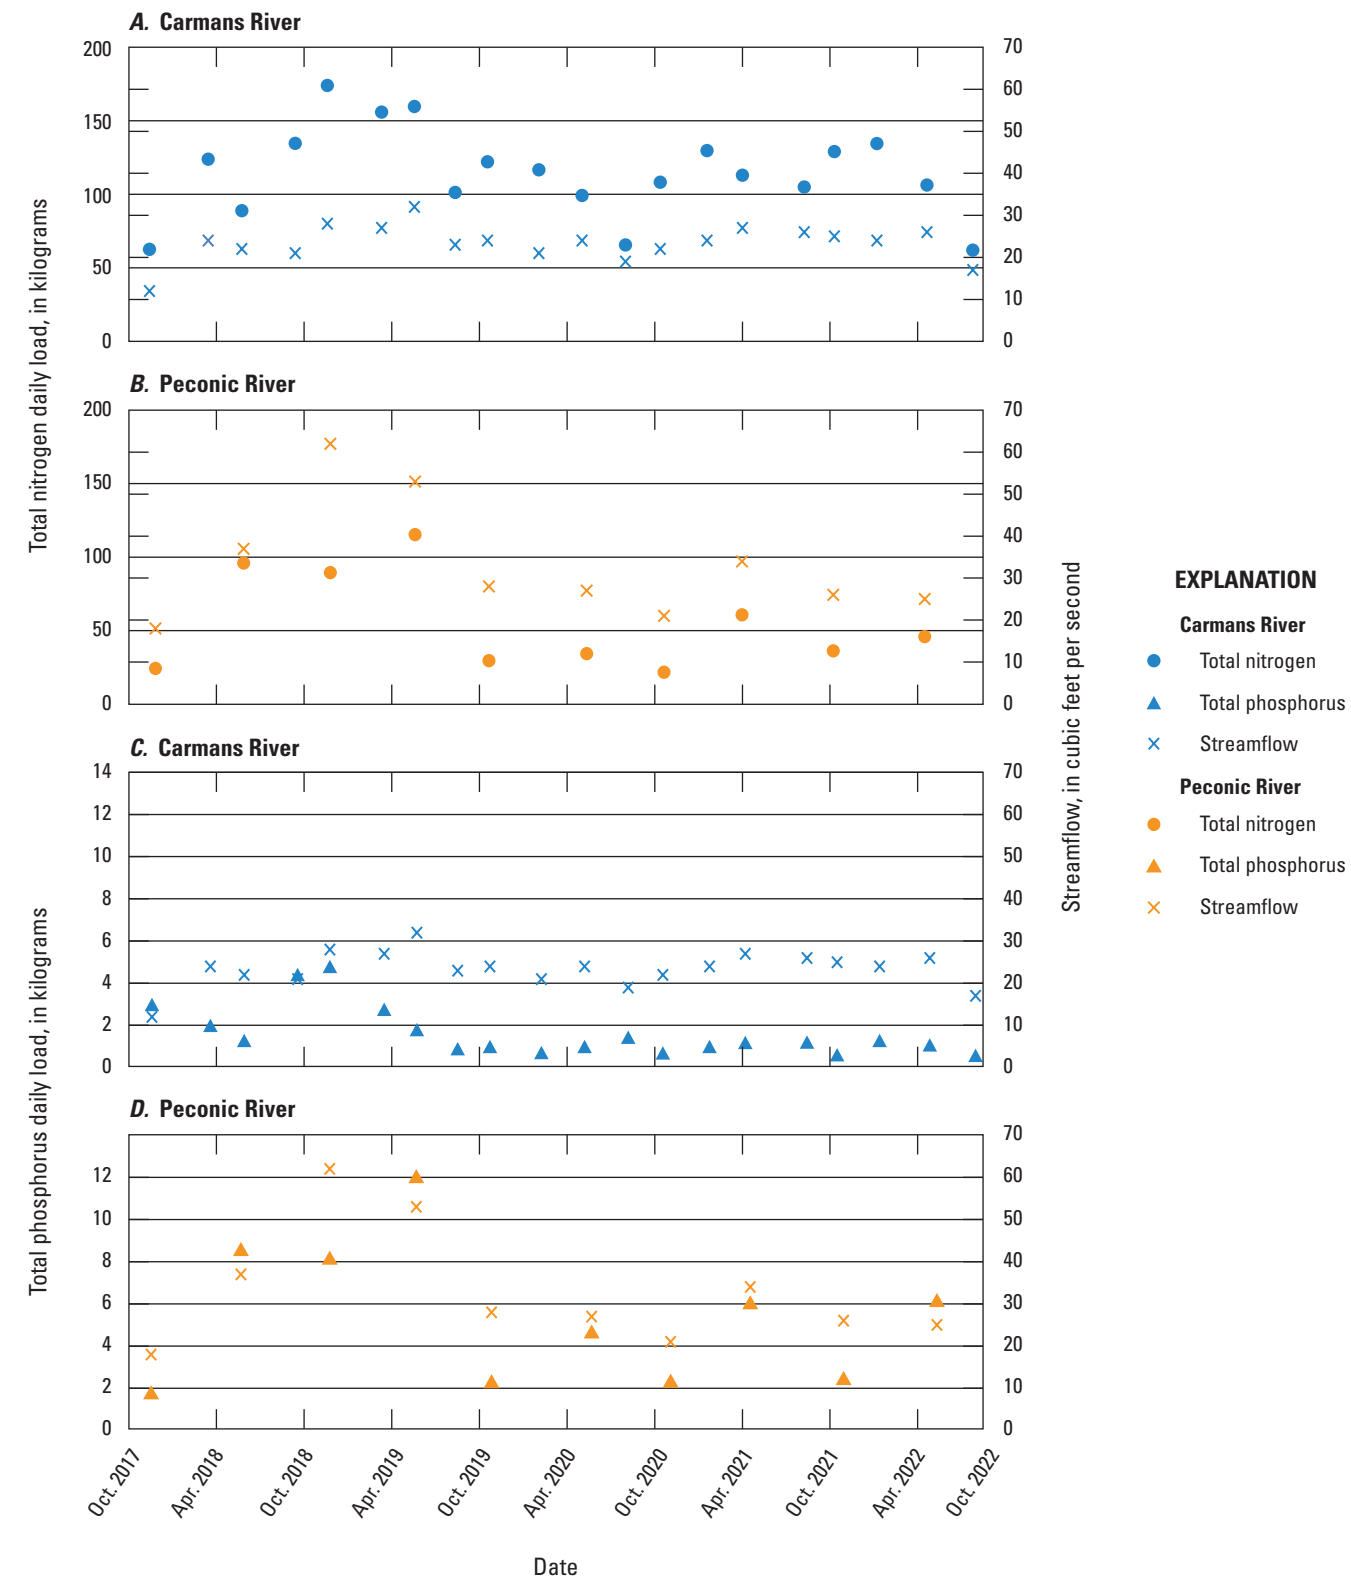 A. Carmans River
200
150
100
50
0
70
60
50
40
30
20
10
0
B. Peconic River
200
150
100
50
0
70
60
50
40
30
20
10
0
Total nitrogen daily load, in kilograms
C. Carmans River
14
12
10
8
6
4
2
0
70
60
50
40
30
20
10
0
D. Peconic River
12
10
8
6
4
2
0
70
60
50
40
30
20
10
0
Total phosphorus daily load, in kilograms
Streamflow, in cubic feet per second
Oct. 2017
Apr. 2018
Oct. 2018
Apr. 2019
Oct. 2019
Apr. 2020
Oct. 2020
Apr. 2021
Oct. 2021
Apr. 2022
Oct. 2022
Date
EXPLANATION
Carmans River
Total nitrogen
Total phosphorus
Streamflow
Peconic River
Total nitrogen
Total phosphorus
Streamflow